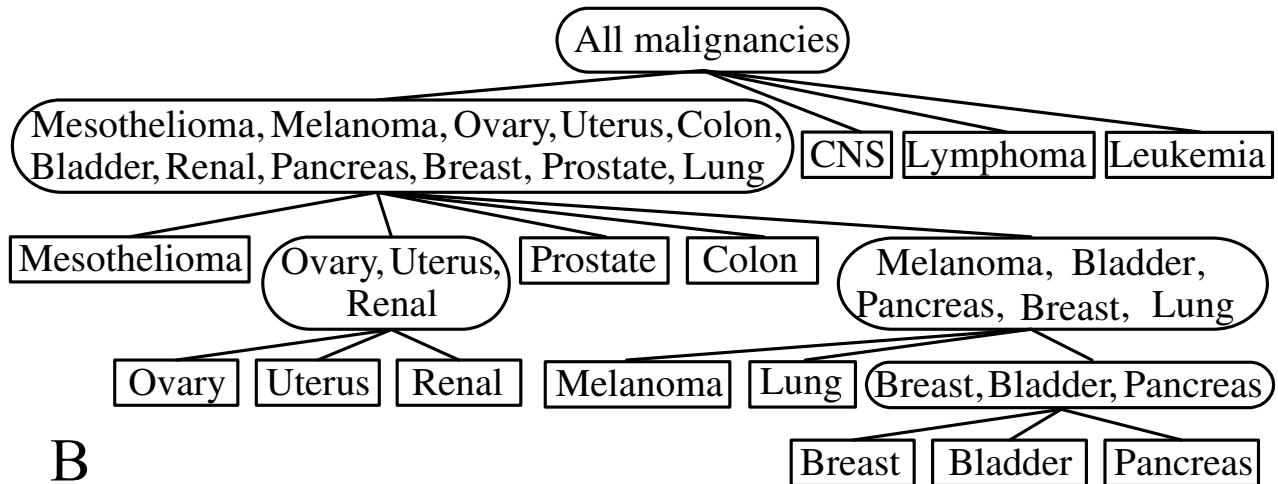 All malignancies
Mesothelioma, Melanoma, Ovary, Uterus, Colon,
Bladder, Renal, Pancreas, Breast, Prostate, Lung
CNS
Lymphoma
Leukemia
Mesothelioma
Ovary, Uterus,
Renal
Prostate
Colon
Melanoma, Bladder,
Pancreas, Breast, Lung
Ovary
Uterus
Renal
Melanoma
Lung
Breast, Bladder, Pancreas
B
Breast
Bladder
Pancreas